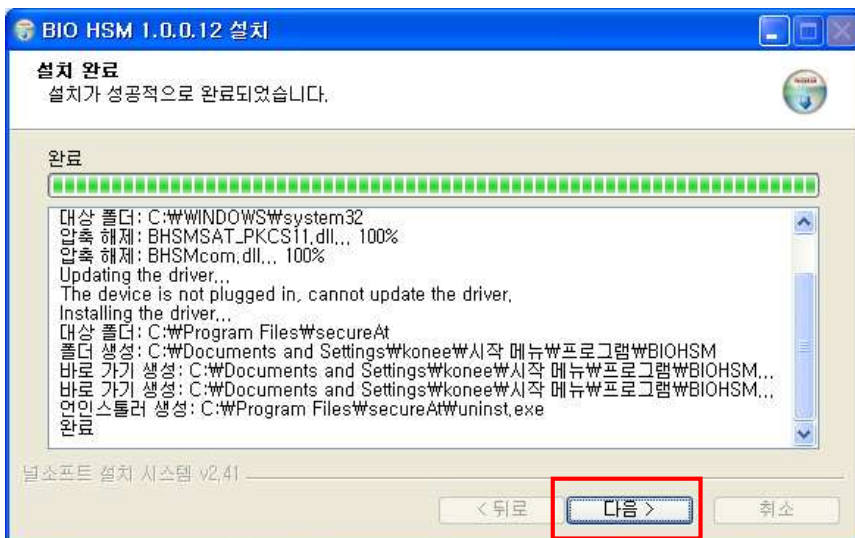 BIO HSM 1.0.0.12 설치
설치 완료
설치가 성공적으로 완료되었습니다.
완료
대상 폴더: C:₩WINDOWS₩system32
압축 해제: BHSMSAT_PKCS11.dll... 100%
압축 해제: BHSMcom.dll... 100%
Updating the driver...
The device is not plugged in, cannot update the driver.
Installing the driver...
대상 폴더: C:₩Program Files₩secureAt
폴더 생성: C:₩Documents and Settings₩konee₩시작 메뉴₩프로그램₩BIOHSM
바로 가기 생성: C:₩Documents and Settings₩konee₩시작 메뉴₩프로그램₩BIOHSM...
바로 가기 생성: C:₩Documents and Settings₩konee₩시작 메뉴₩프로그램₩BIOHSM...
언인스톨러 생성: C:₩Program Files₩secureAt₩uninst.exe
완료
널소프트 설치 시스템 v2.41
< 뒤로 다음 > 취소